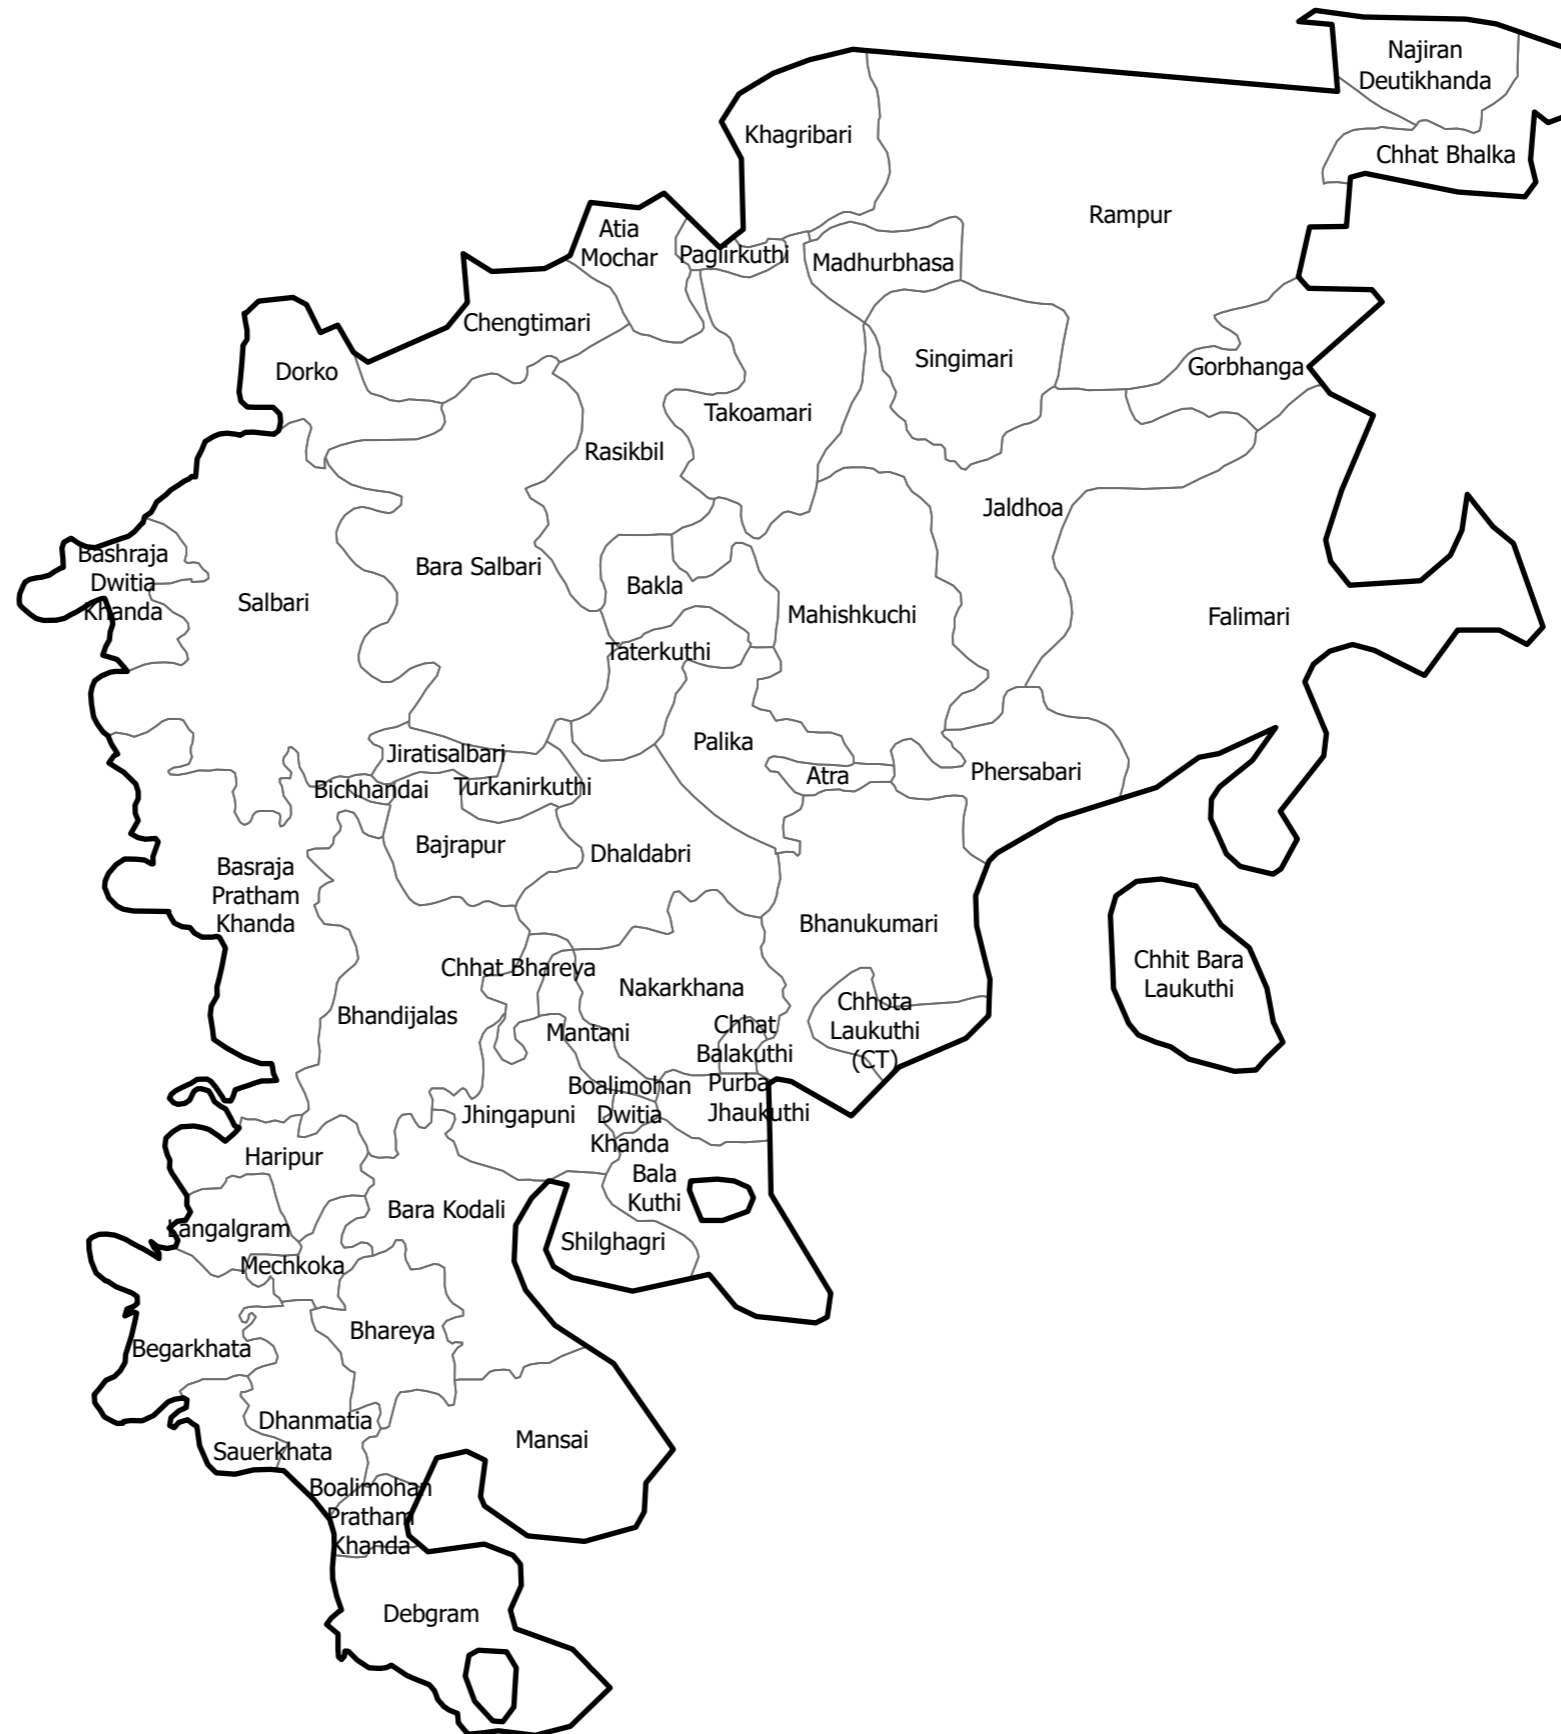 Najiran
Deutikhanda
Khagribari
Chhat Bhalka
Rampur
Atia
Mochar
Paglirkuthi
Madhurbhasa
Chengtimari
Singimari
Gorbhanga
Dorko
Takoamari
Rasikbil
Jaldhoa
Bashraja
Dwitia
Khanda
Bara Salbari
Bakla
Salbari
Mahishkuchi
Falimari
Taterkuthi
Palika
Jiratisalbari
Atra
Phersabari
Bichhandai
Turkanirkuthi
Bajrapur
Dhaldabri
Basraja
Pratham
Khanda
Bhanukumari
Chhat Bhareya
Chhit Bara
Laukuthi
Nakarkhana
Bhandijalas
Chhota
Laukuthi
(CT)
Mantani
Chhat
Balakuthi
Purba
Jhaukuthi
Boalimohan
Dwitia
Khanda
Jhingapuni
Haripur
Bala
Kuthi
Bara Kodali
Langalgram
Shilghagri
Mechkoka
Bhareya
Begarkhata
Dhanmatia
Mansai
Sauerkhata
Boalimohan
Pratham
Khanda
Debgram